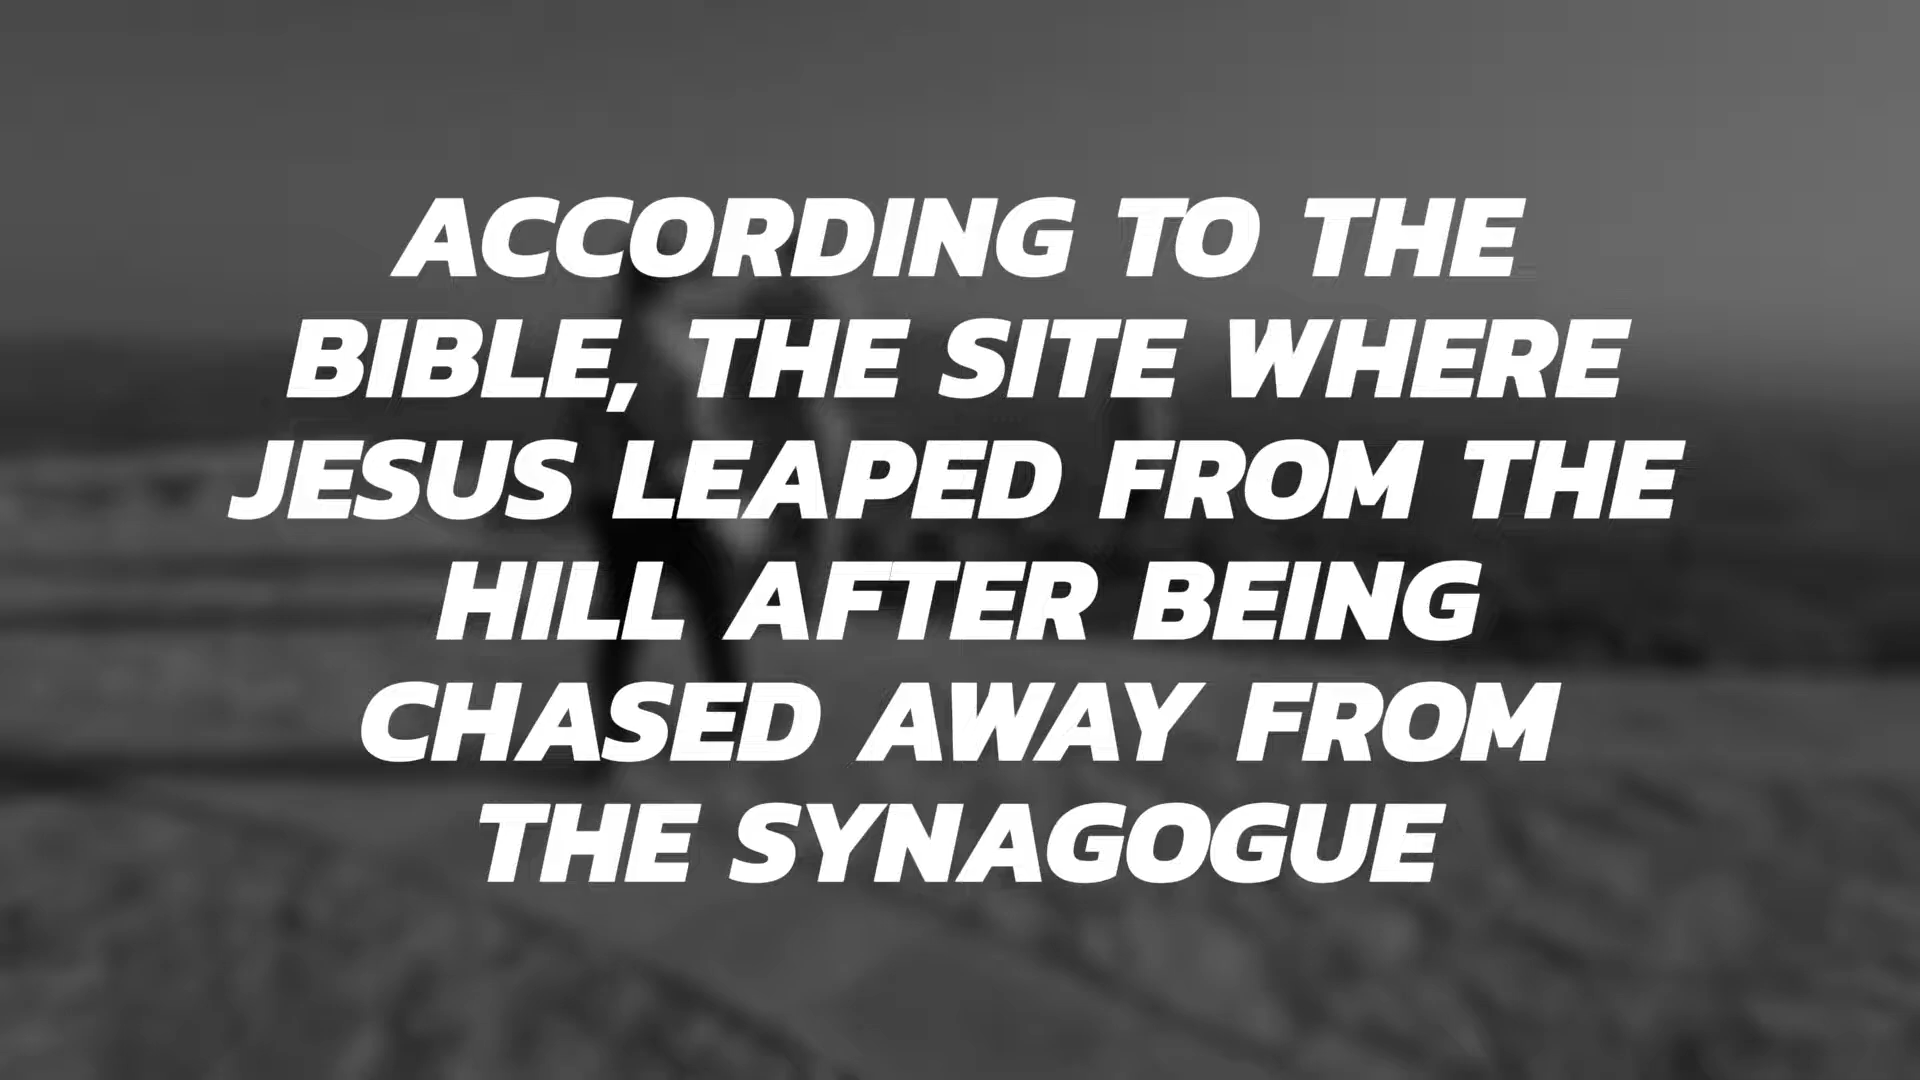 ACCORDING TO THE
BIBLE, THE SITE WHERE
JESUS LEAPED FROM THE
HILL AFTER BEING
CHASED AWAY FROM
THE SYNAGOGUE